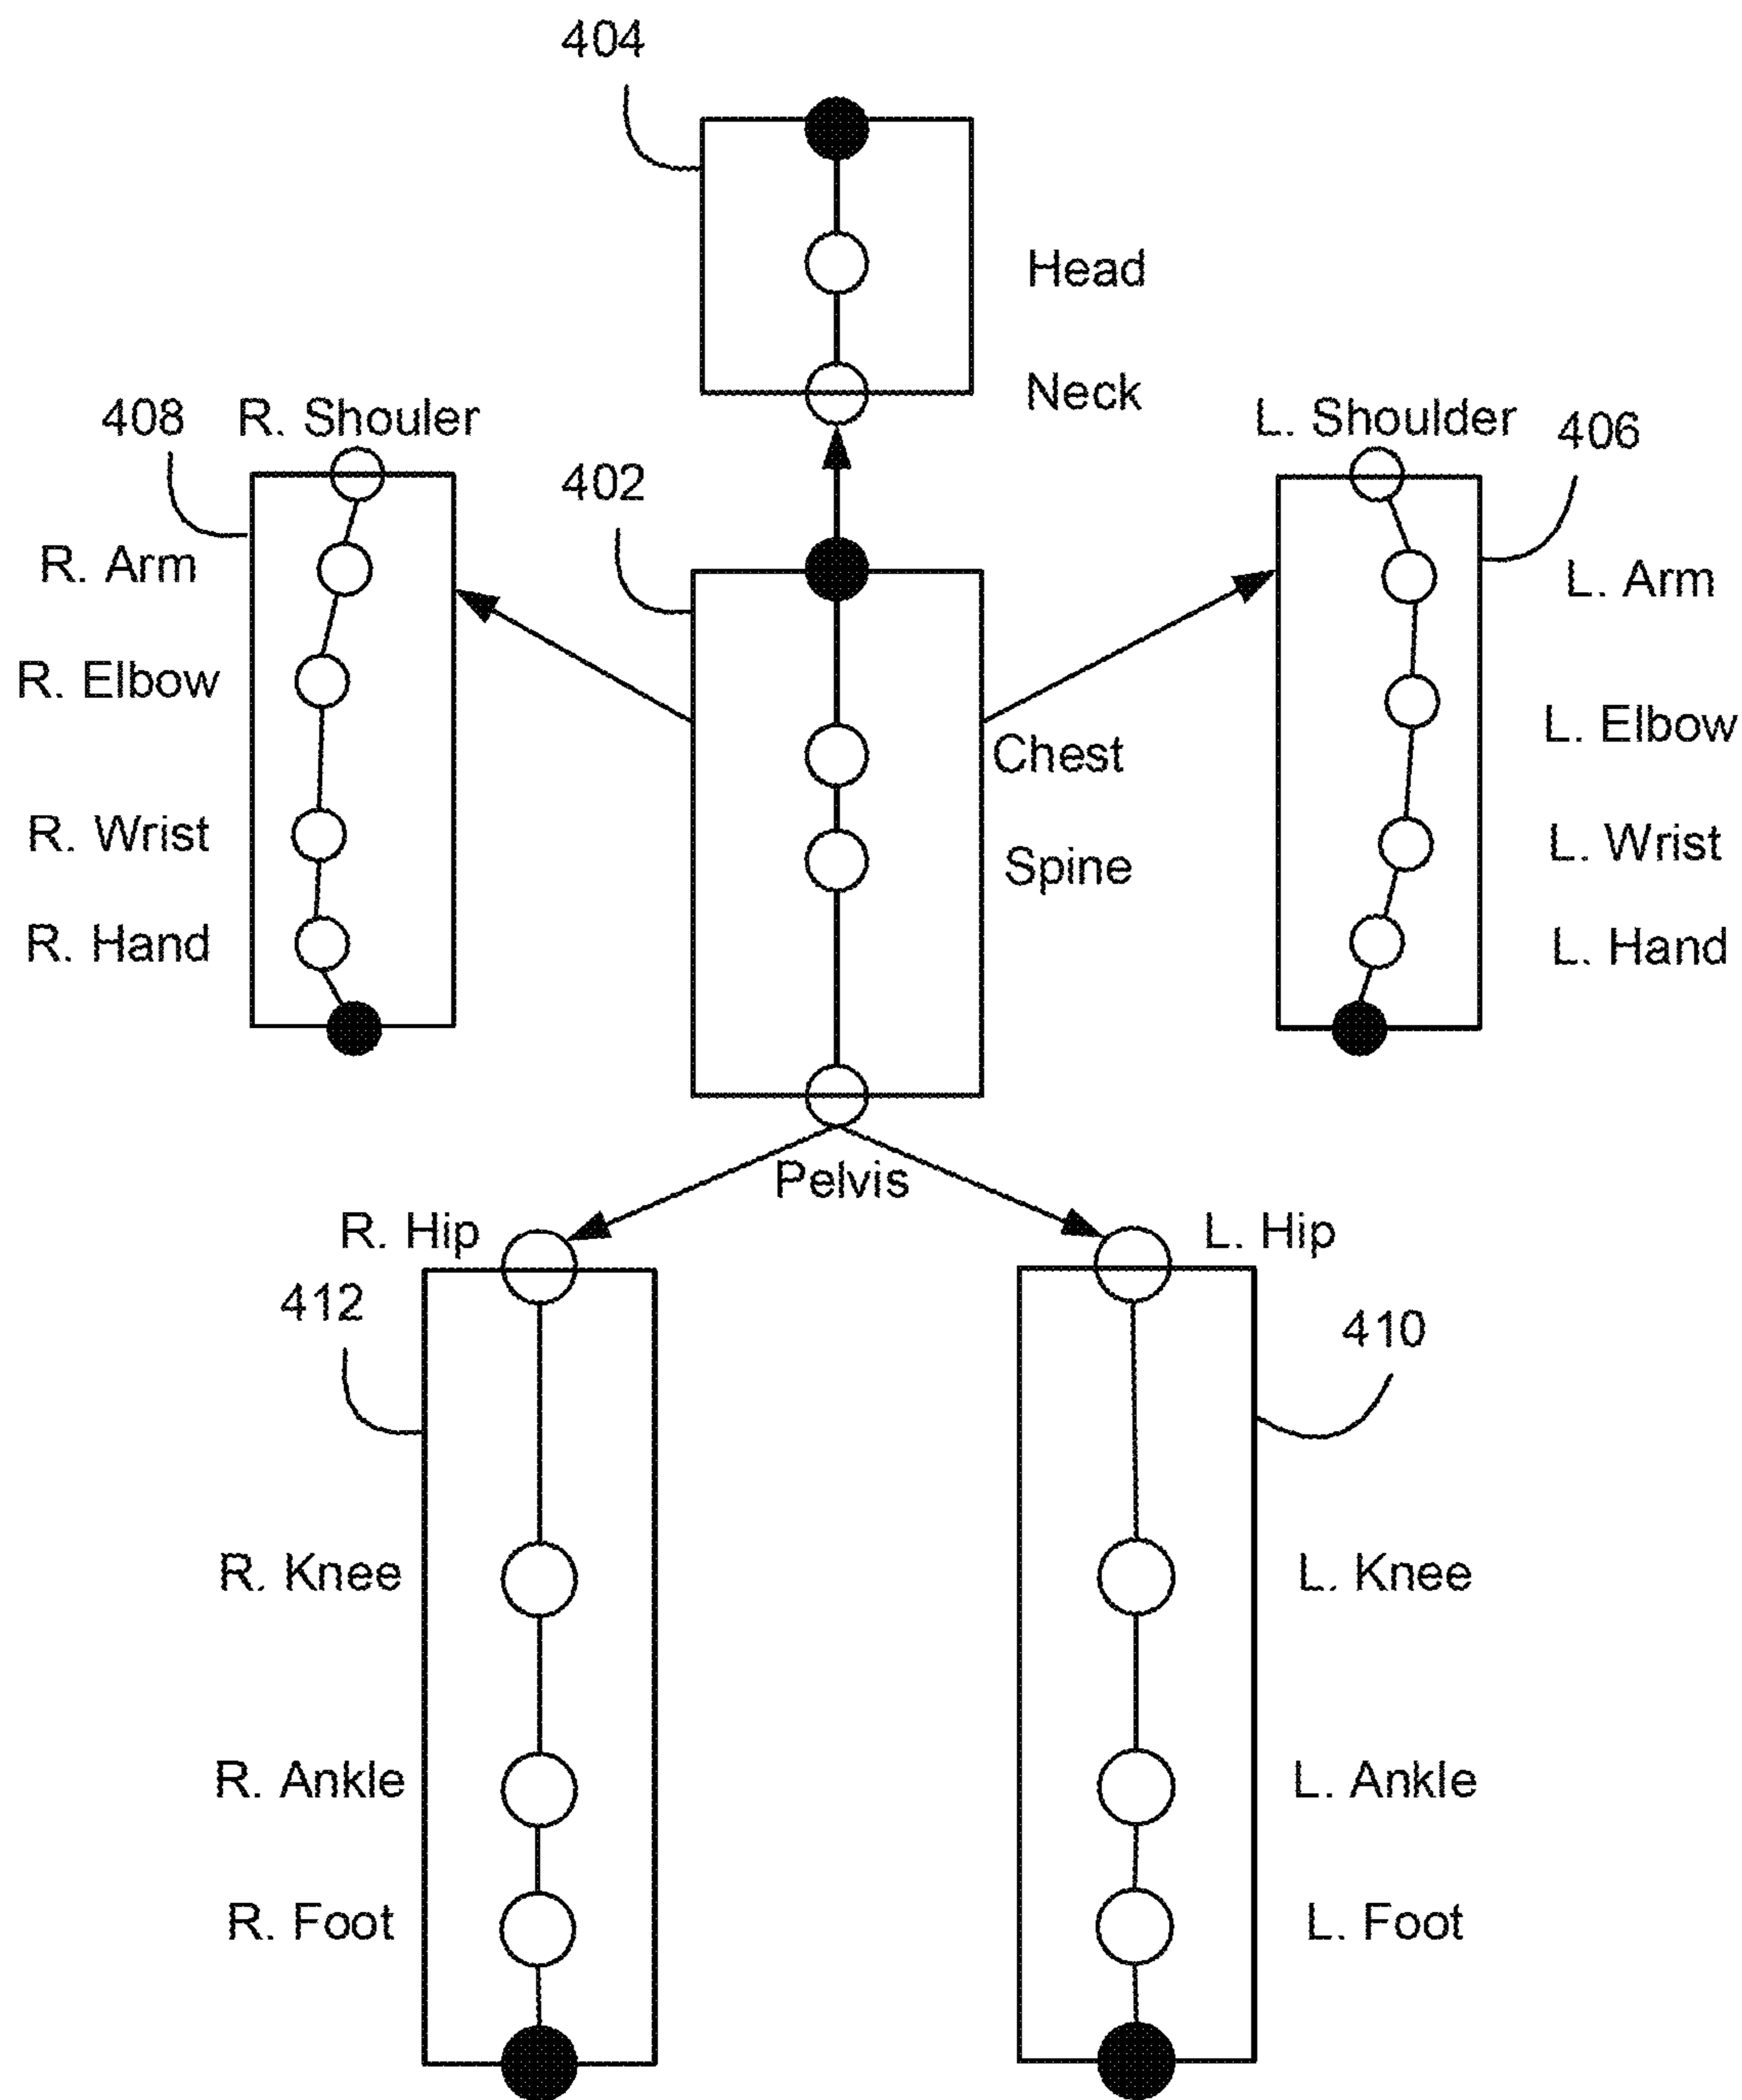 404
Head
Neck
408
R. Shouler
L. Shoulder
406
402
R. Arm
L. Arm
R. Elbow
L. Elbow
Chest
R. Wrist
L. Wrist
Spine
R. Hand
L. Hand
Pelvis
R. Hip
L. Hip
412
410
R. Knee
L. Knee
R. Ankle
L. Ankle
R. Foot
L. Foot